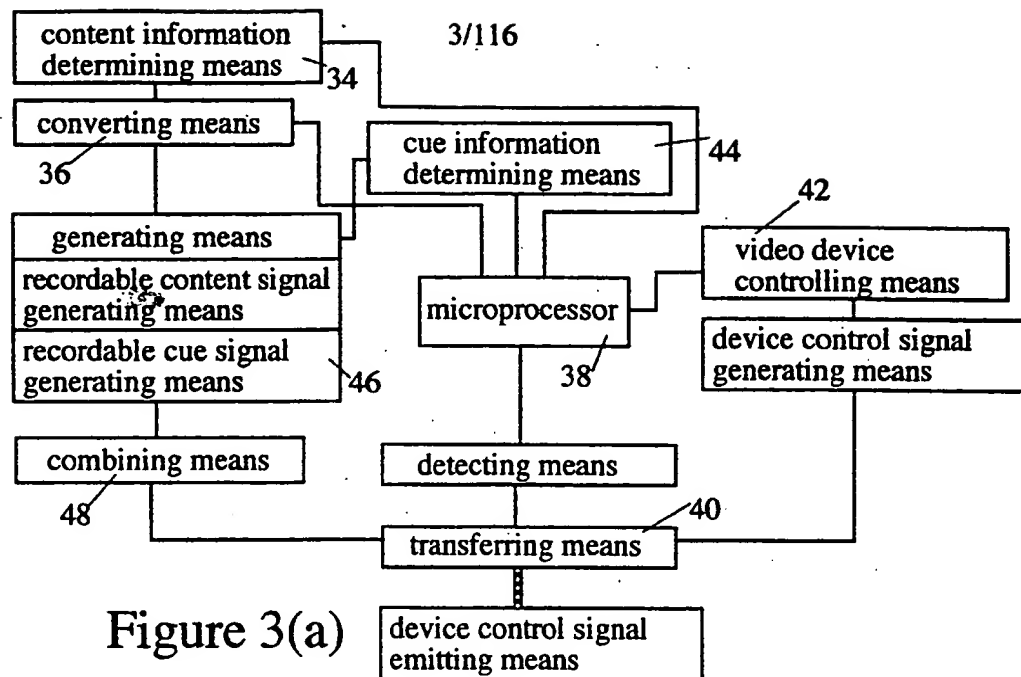 content information
determining means
34
3/116
converting means
36
cue information
determining means
44
42
generating means
recordable content signal
generating means
recordable cue signal
generating means
46
microprocessor
38
video device
controlling means
device control signal
generating means
combining means
48
detecting means
40
transferring means
Figure 3(a)
device control signal
emitting means